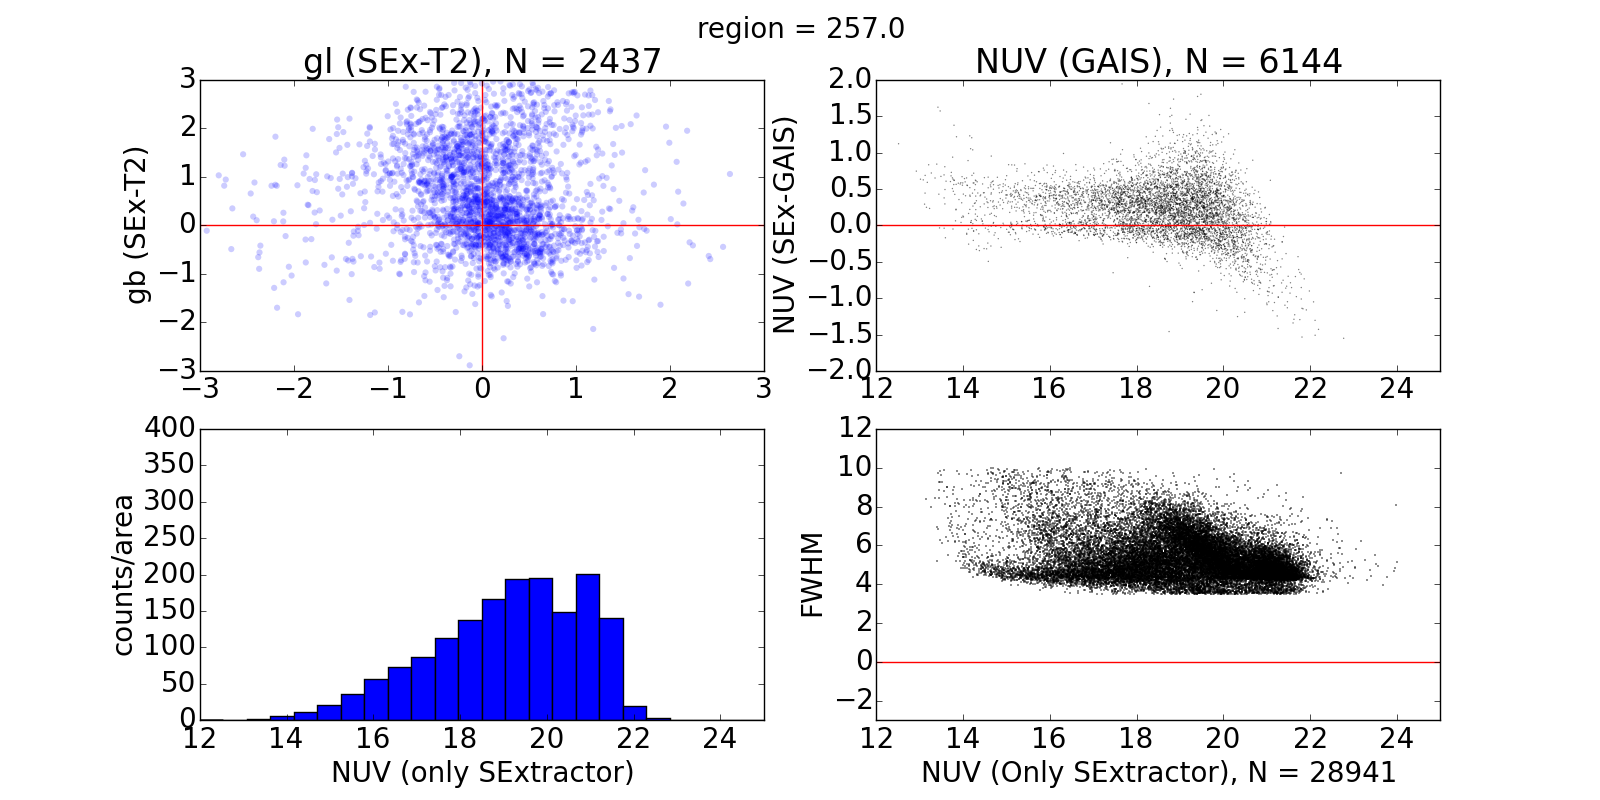 region = 257.0
gl (SEx-T2), N = 2437
3
2
1
0
−1
−2
−3
gb (SEx-T2)
−3 −2 −1 0 1 2 3
NUV (GAIS), N = 6144
2.0
1.5
1.0
0.5
0.0
−0.5
−1.0
−1.5
−2.0
NUV (SEx-GAIS)
12 14 16 18 20 22 24
400
350
300
250
200
150
100
50
0
counts/area
12 14 16 18 20 22 24
NUV (only SExtractor)
12
10
8
6
4
2
0
−2
FWHM
12 14 16 18 20 22 24
NUV (Only SExtractor), N = 28941